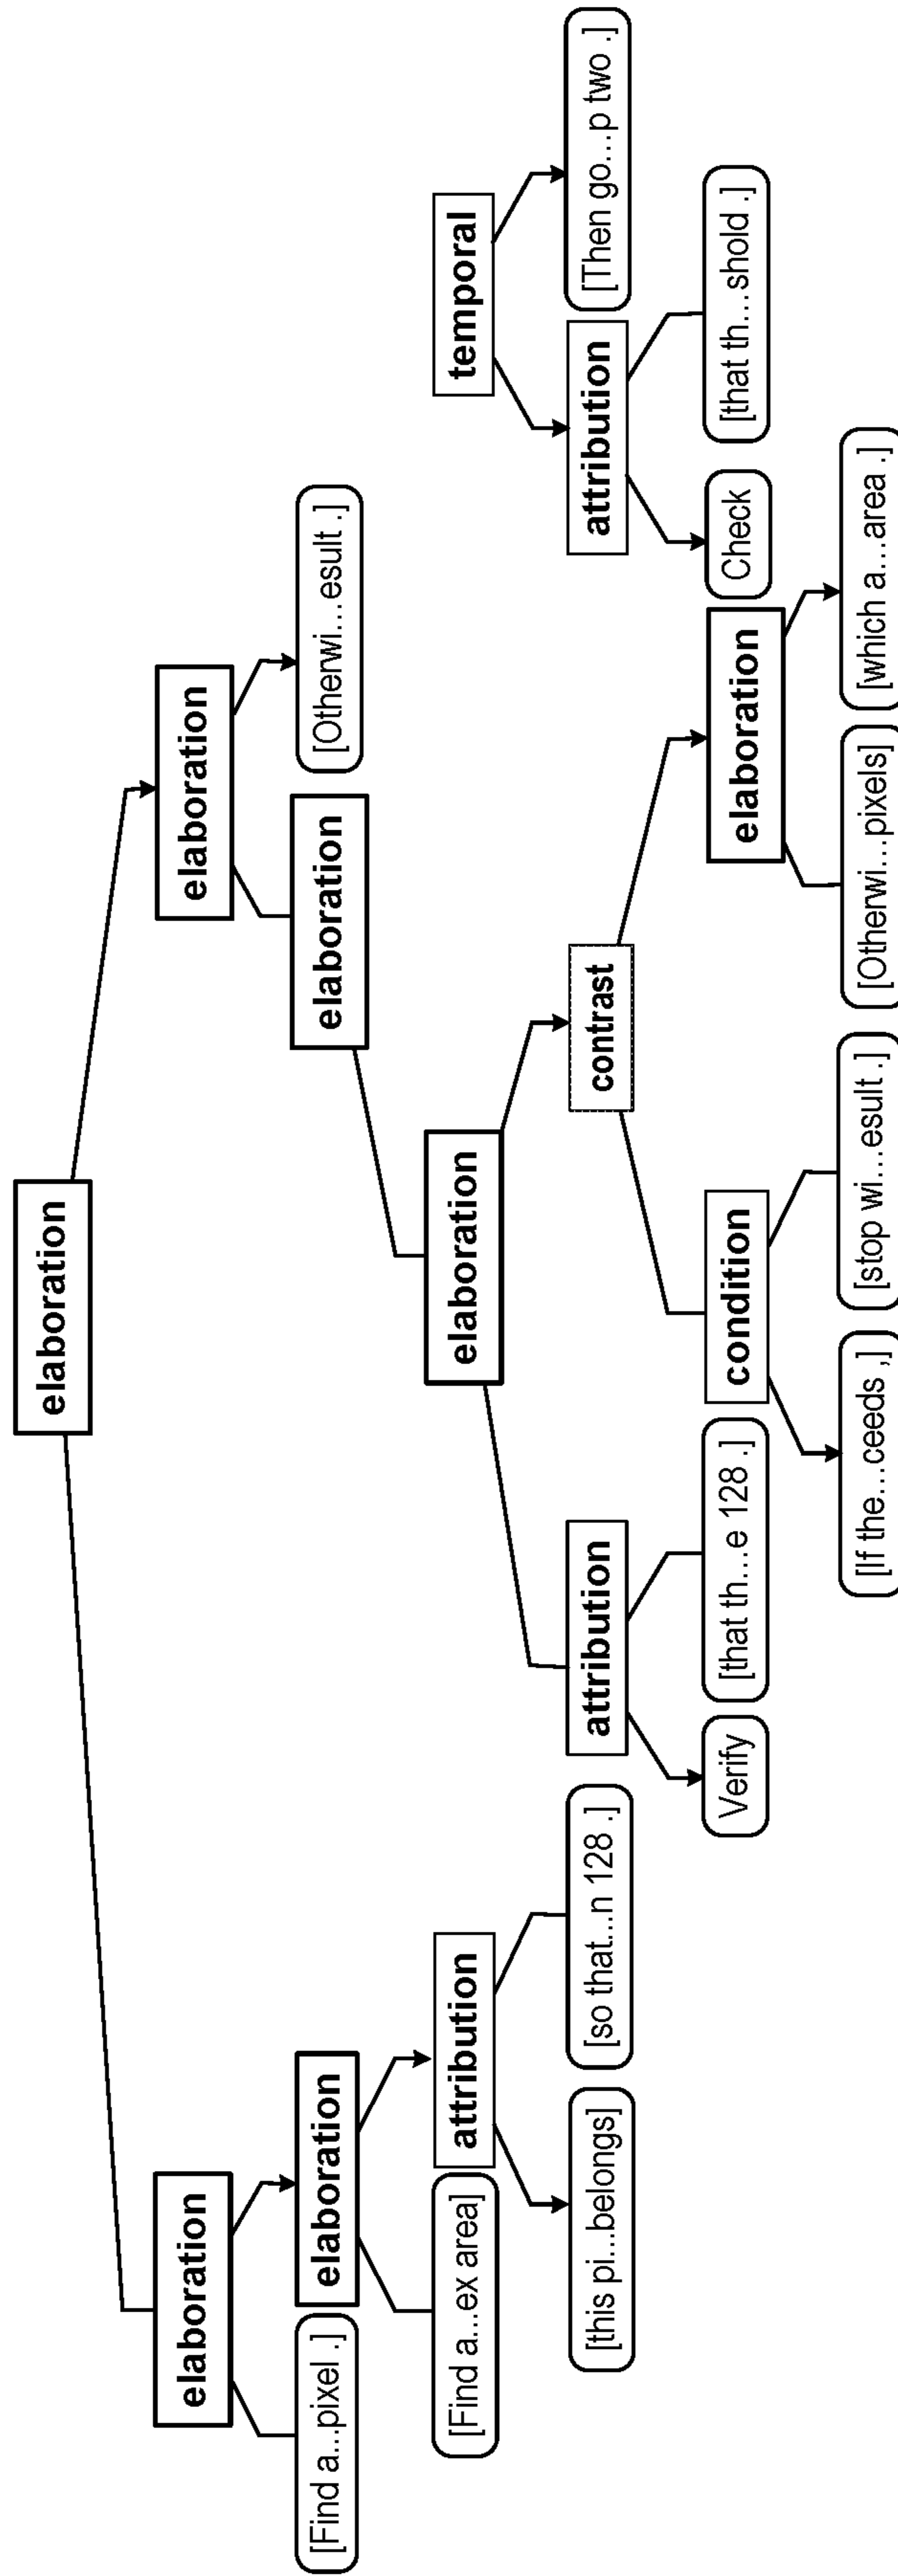 elaboration
elaboration
elaboration
[Find a...pixel .]
elaboration
elaboration
[Otherwi...esult .]
[Find a...ex area]
attribution
elaboration
temporal
[this pi...belongs]
[so that...n 128 .]
attribution
contrast
attribution
[Then go...p two .]
Verify
[that th...e 128 .]
condition
elaboration
Check
[that th...shold .]
[If the...ceeds ,]
[stop wi...esult .]
[Otherwi...pixels]
[which a...area .]